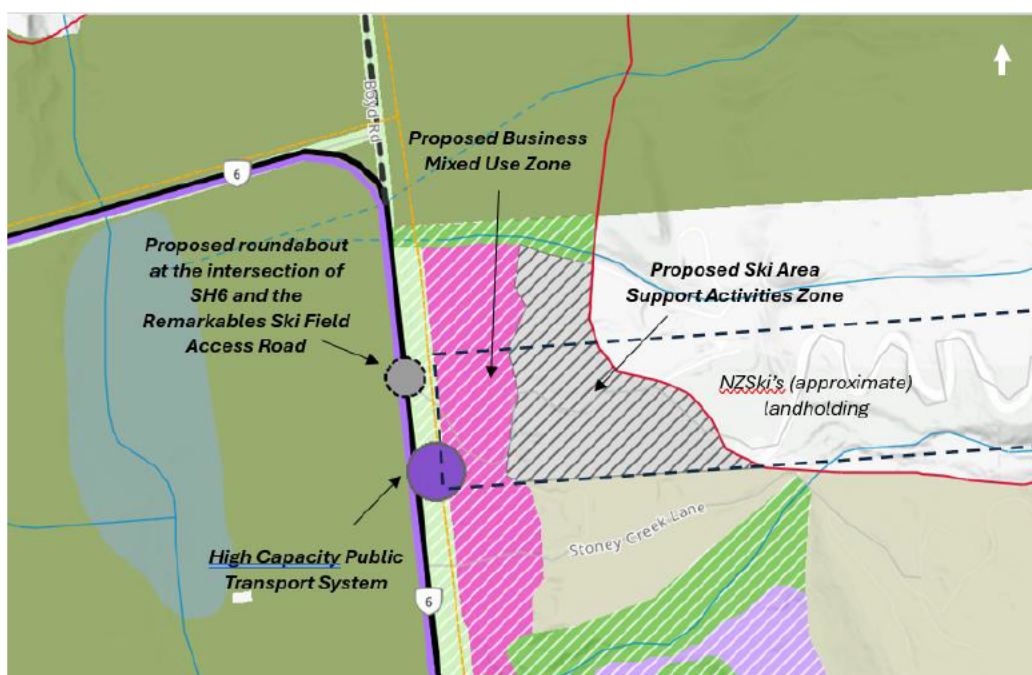 Boyd Rd
6
Proposed Business
Mixed Use Zone
Proposed roundabout
at the intersection of
SH6 and the
Remarkables Ski Field
Access Road
Proposed Ski Area
Support Activities Zone
NZSki's (approximate)
landholding
High Capacity Public
Transport System
Stoney Creek Lane
6